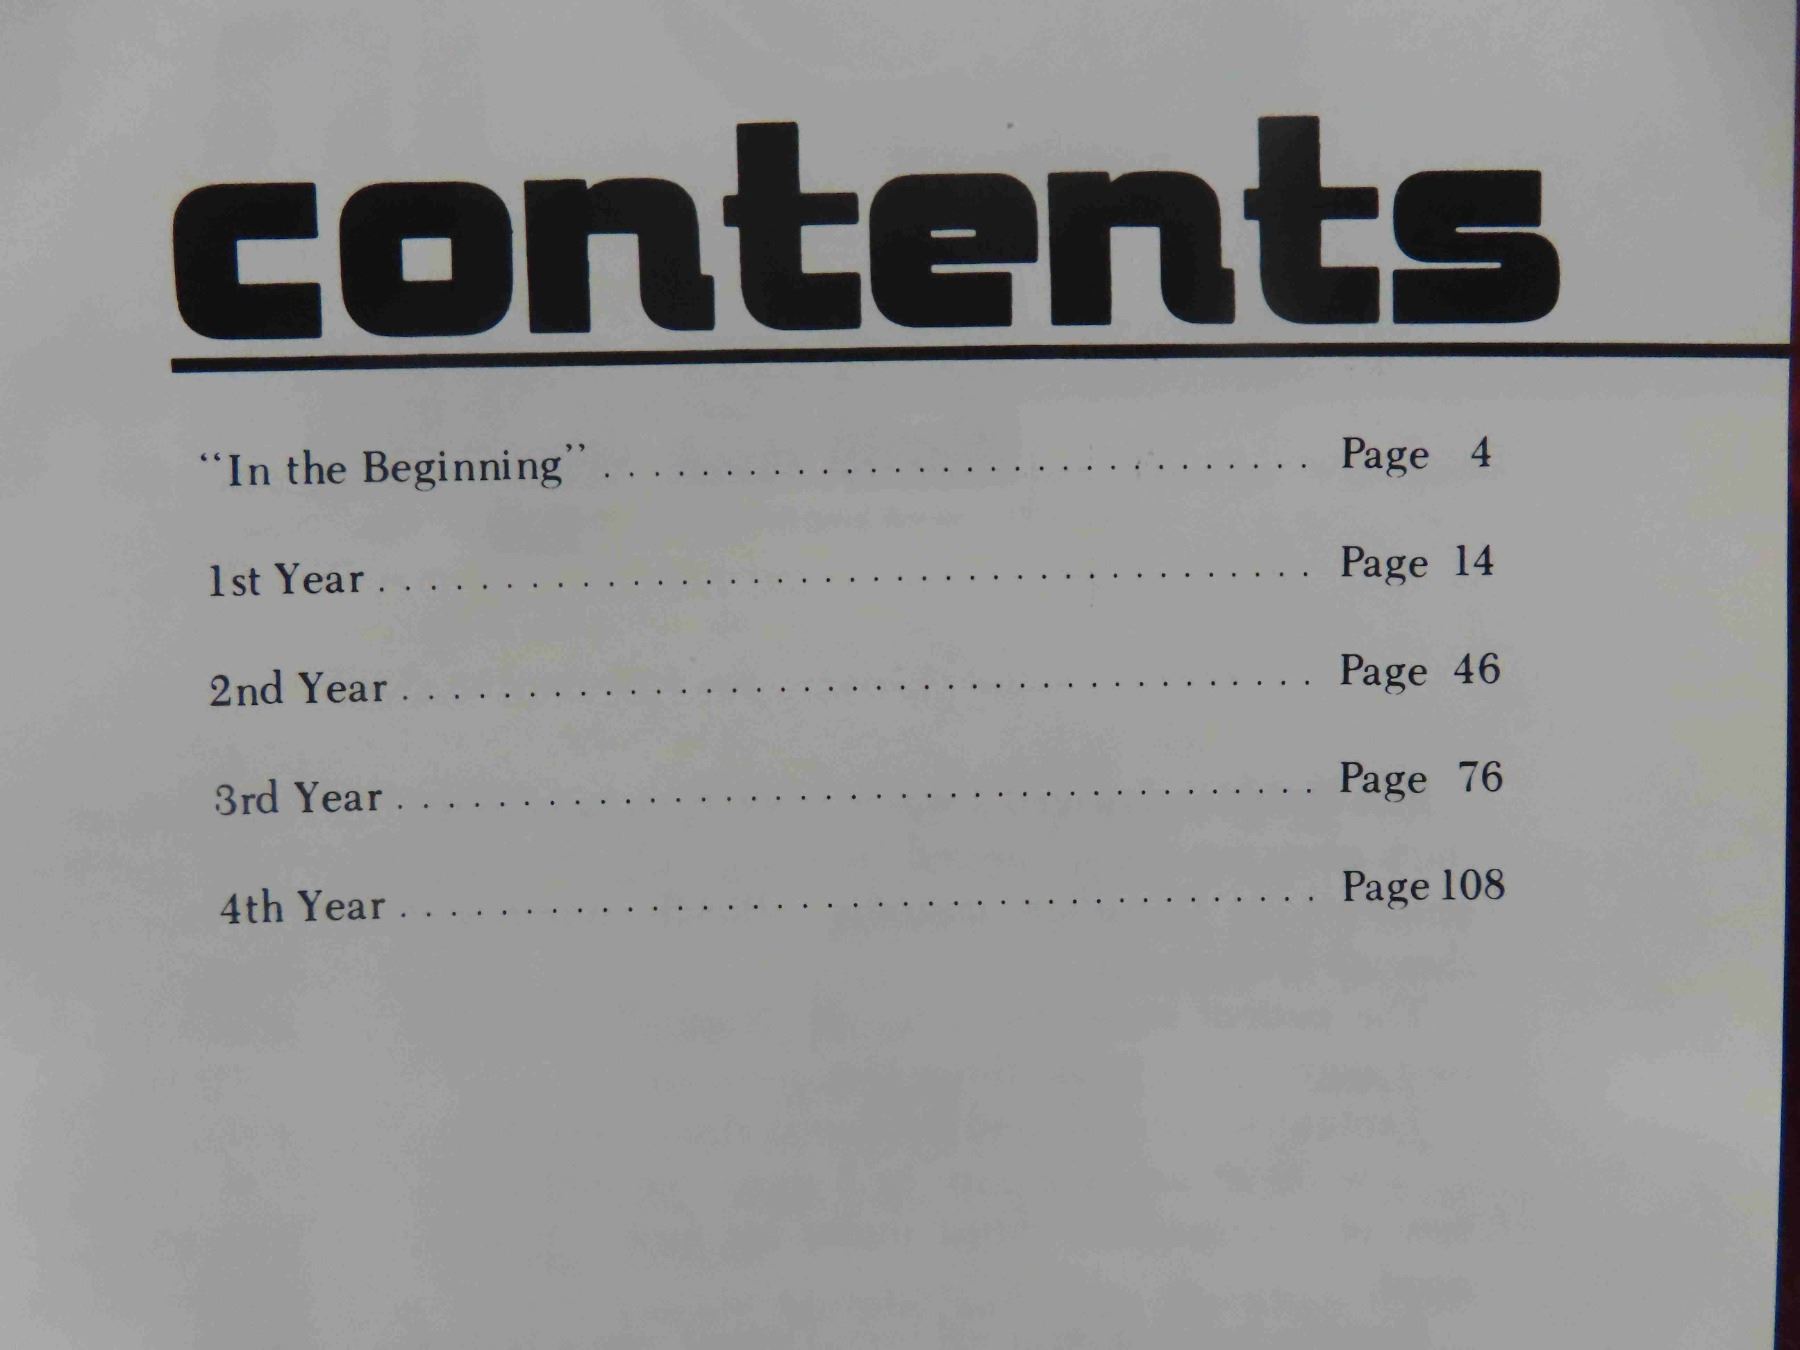 contents
“In the Beginning” . . . . . . . . . . . . . . . . . . . . . . . . . . . . . Page 4
1st Year . . . . . . . . . . . . . . . . . . . . . . . . . . . . . . . . . . . . . . Page 14
2nd Year . . . . . . . . . . . . . . . . . . . . . . . . . . . . . . . . . . . . . Page 46
3rd Year . . . . . . . . . . . . . . . . . . . . . . . . . . . . . . . . . . . . . Page 76
4th Year . . . . . . . . . . . . . . . . . . . . . . . . . . . . . . . . . . . . . Page 108